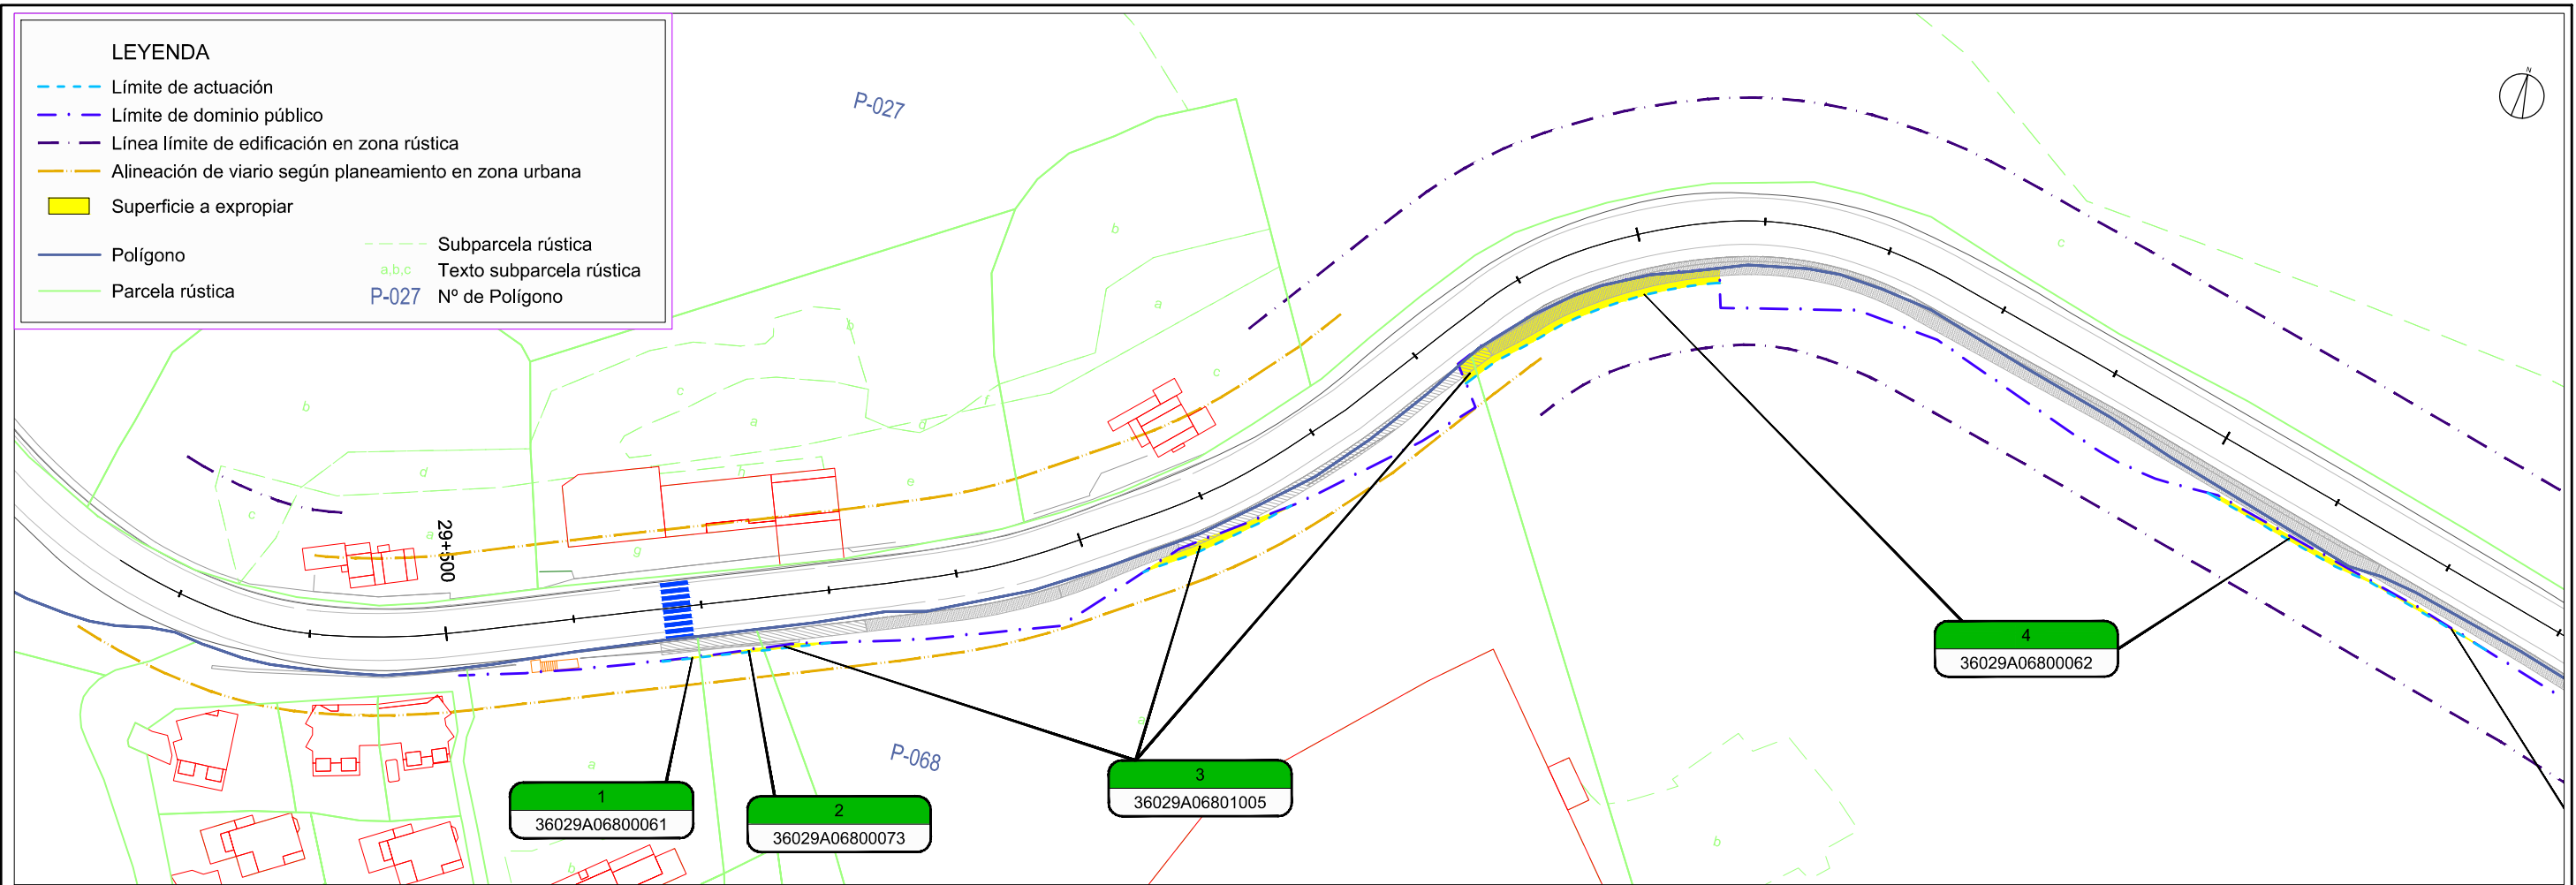 LEYENDA
Límite de actuación
Límite de dominio público
Línea límite de edificación en zona rústica
Alineación de viario según planeamiento en zona urbana
Superficie a expropiar
Polígono
Parcela rústica
Subparcela rústica
a,b,c Texto subparcela rústica
P-027 Nº de Polígono
P-027
N
b
a
c
c
b
c
a
d
f
b
d
c
a
h
e
g
29+500
a
b
a
b
P-068
1
36029A06800061
2
36029A06800073
3
36029A06801005
4
36029A06800062